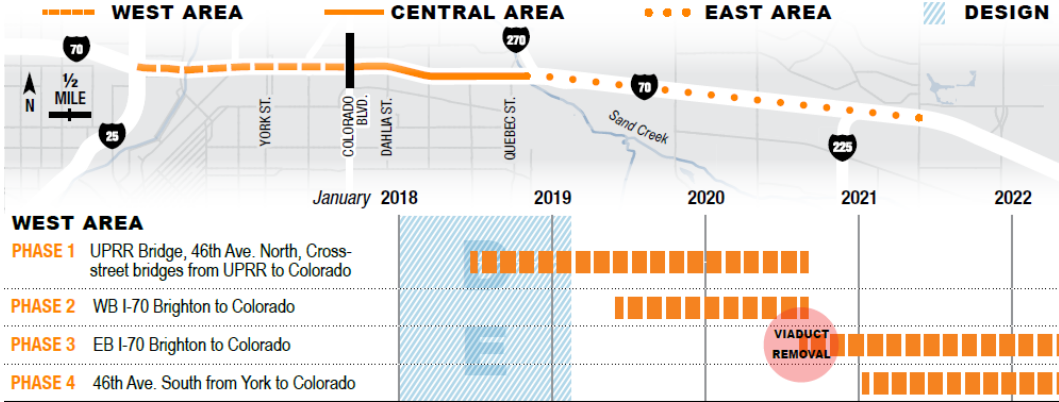 WEST AREA
CENTRAL AREA
EAST AREA
DESIGN
70
270
N
½
MILE
25
YORK ST.
COLORADO
BLVD.
DAHLIA ST.
QUEBEC ST.
70
Sand Creek
225
January 2018 2019 2020 2021 2022
WEST AREA
PHASE 1 UPRR Bridge, 46th Ave. North, Cross-
street bridges from UPRR to Colorado
D
PHASE 2 WB I-70 Brighton to Colorado
PHASE 3 EB I-70 Brighton to Colorado
E
VIADUCT
REMOVAL
PHASE 4 46th Ave. South from York to Colorado